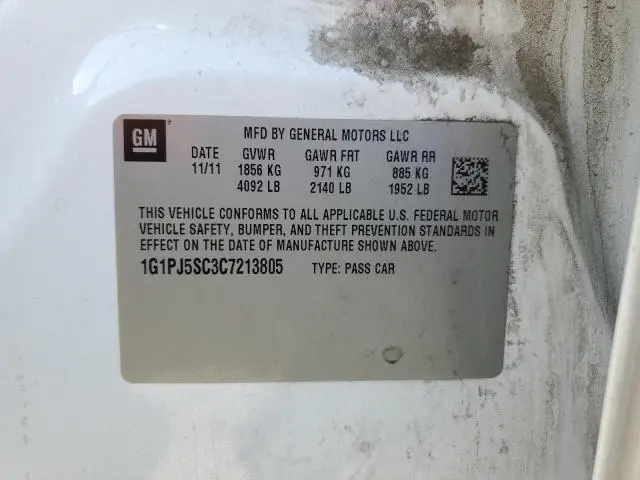 GM
MFD BY GENERAL MOTORS LLC
DATE GVWR GAWR FRT GAWR RR
11/11 1856 KG 971 KG 885 KG
4092 LB 2140 LB 1952 LB
THIS VEHICLE CONFORMS TO ALL APPLICABLE U.S. FEDERAL MOTOR
VEHICLE SAFETY, BUMPER, AND THEFT PREVENTION STANDARDS IN
EFFECT ON THE DATE OF MANUFACTURE SHOWN ABOVE.
1G1PJ5SC3C7213805 TYPE: PASS CAR